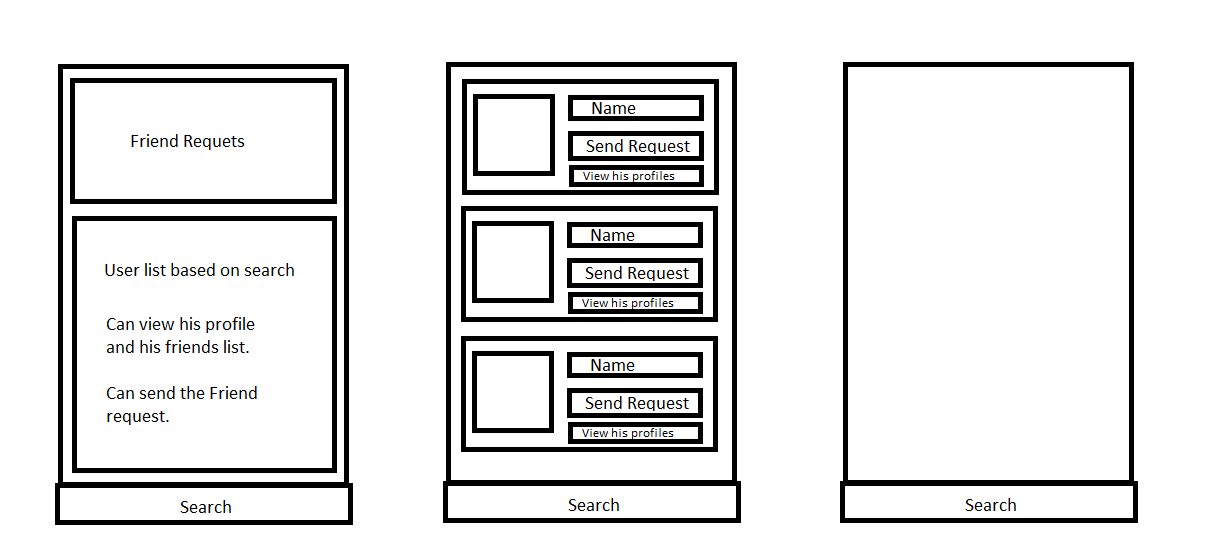 Friend Requets
User list based on search
Can view his profile
and his friends list.
Can send the Friend
request.
Search
Name
Send Request
View his profiles
Name
Send Request
View his profiles
Name
Send Request
View his profiles
Search
Search